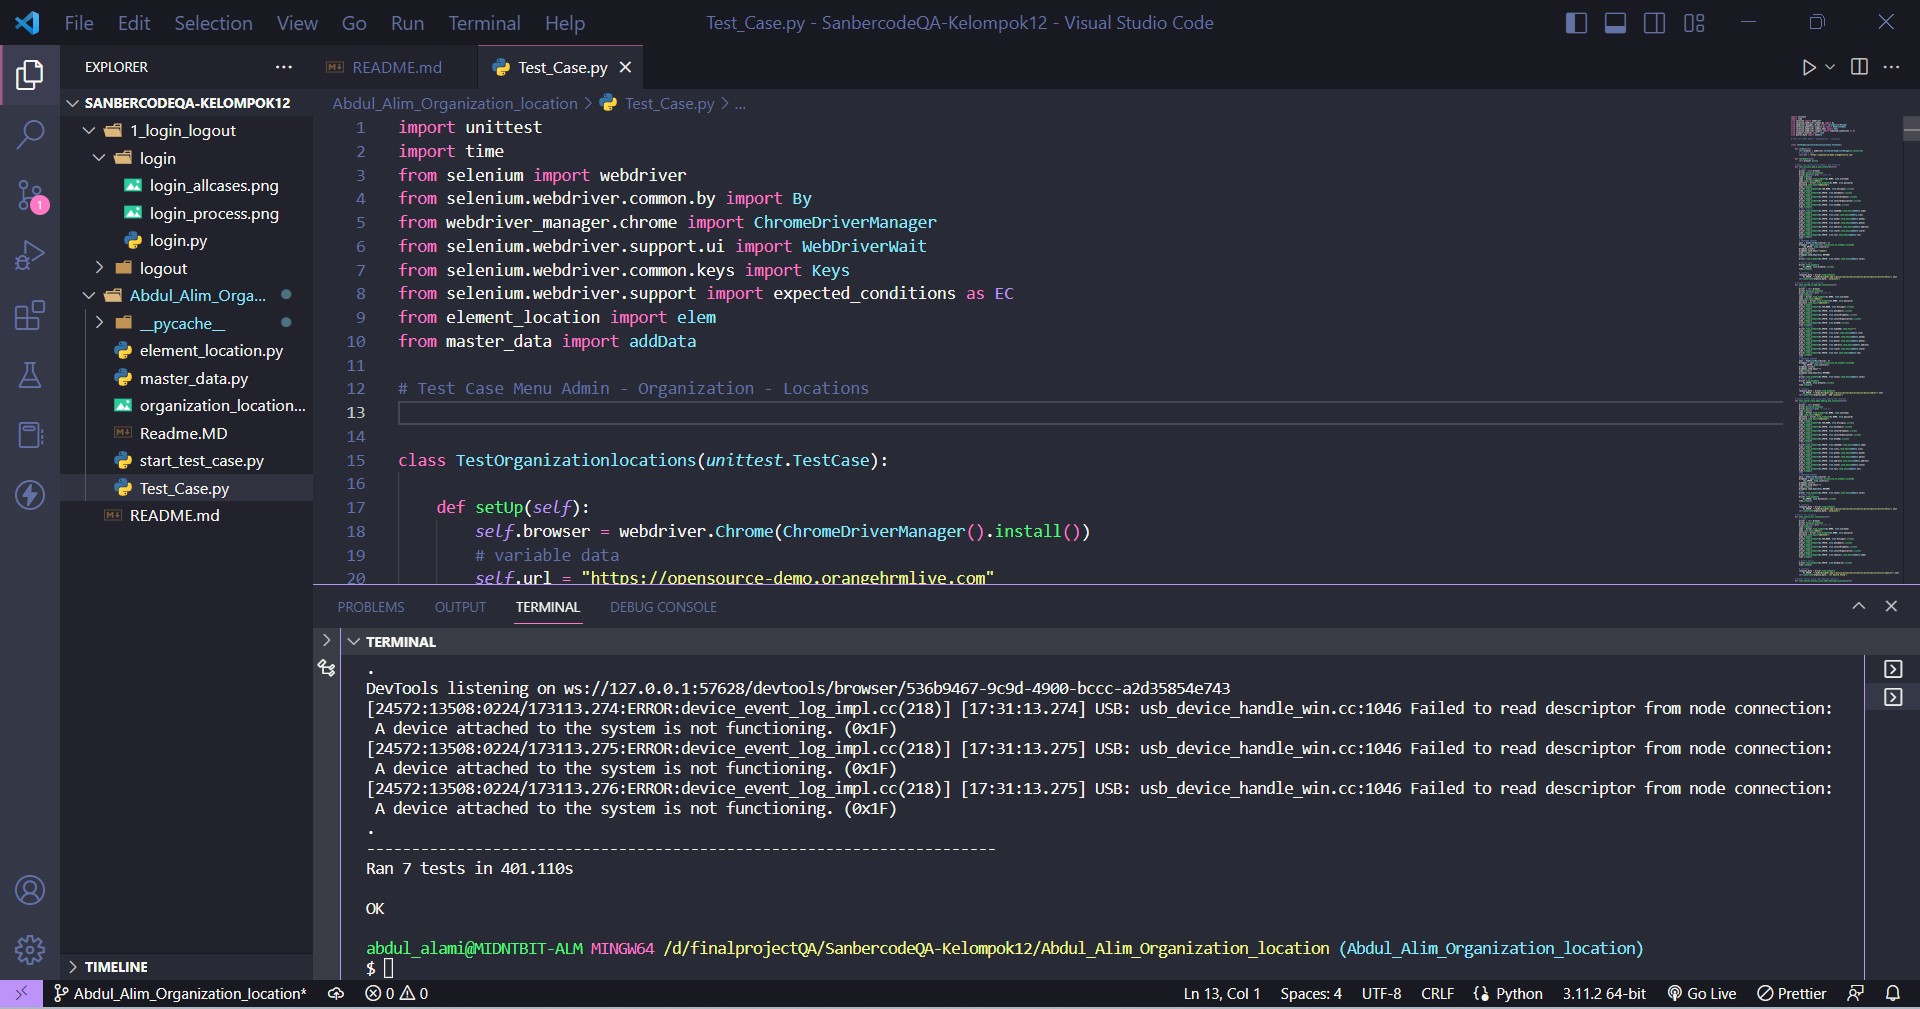 File Edit Selection View Go Run Terminal Help
Test_Case.py - SanbercodeQA-Kelompok12 - Visual Studio Code
EXPLORER
README.md
Test_Case.py
SANBERCODEQA-KELOMPOK12
1_login_logout
login
login_allcases.png
login_process.png
login.py
logout
Abdul_Alim_Orga...
__pycache__
element_location.py
master_data.py
organization_location...
Readme.MD
start_test_case.py
Test_Case.py
README.md
TIMELINE
1
Abdul_Alim_Organization_location > Test_Case.py > ...
1 import unittest
2 import time
3 from selenium import webdriver
4 from selenium.webdriver.common.by import By
5 from webdriver_manager.chrome import ChromeDriverManager
6 from selenium.webdriver.support.ui import WebDriverWait
7 from selenium.webdriver.common.keys import Keys
8 from selenium.webdriver.support import expected_conditions as EC
9 from element_location import elem
10 from master_data import addData
11
12 # Test Case Menu Admin - Organization - Locations
13
14
15 class TestOrganizationlocations(unittest.TestCase):
16
17 def setUp(self):
18 self.browser = webdriver.Chrome(ChromeDriverManager().install())
19 # variable data
20 self.url = "https://opensource-demo.orangehrmlive.com"
PROBLEMS OUTPUT TERMINAL DEBUG CONSOLE
TERMINAL
.
DevTools listening on ws://127.0.0.1:57628/devtools/browser/536b9467-9c9d-4900-bccc-a2d35854e743
[24572:13508:0224/173113.274:ERROR:device_event_log_impl.cc(218)] [17:31:13.274] USB: usb_device_handle_win.cc:1046 Failed to read descriptor from node connection:
A device attached to the system is not functioning. (0x1F)
[24572:13508:0224/173113.275:ERROR:device_event_log_impl.cc(218)] [17:31:13.275] USB: usb_device_handle_win.cc:1046 Failed to read descriptor from node connection:
A device attached to the system is not functioning. (0x1F)
[24572:13508:0224/173113.276:ERROR:device_event_log_impl.cc(218)] [17:31:13.275] USB: usb_device_handle_win.cc:1046 Failed to read descriptor from node connection:
A device attached to the system is not functioning. (0x1F)
.
----------------------------------------------------------------------
Ran 7 tests in 401.110s
OK
abdul_alami@MIDNTBIT-ALM MINGW64 /d/finalprojectQA/SanbercodeQA-Kelompok12/Abdul_Alim_Organization_location (Abdul_Alim_Organization_location)
$
Abdul_Alim_Organization_location* 0 0 Ln 13, Col 1 Spaces: 4 UTF-8 CRLF Python 3.11.2 64-bit Go Live Prettier